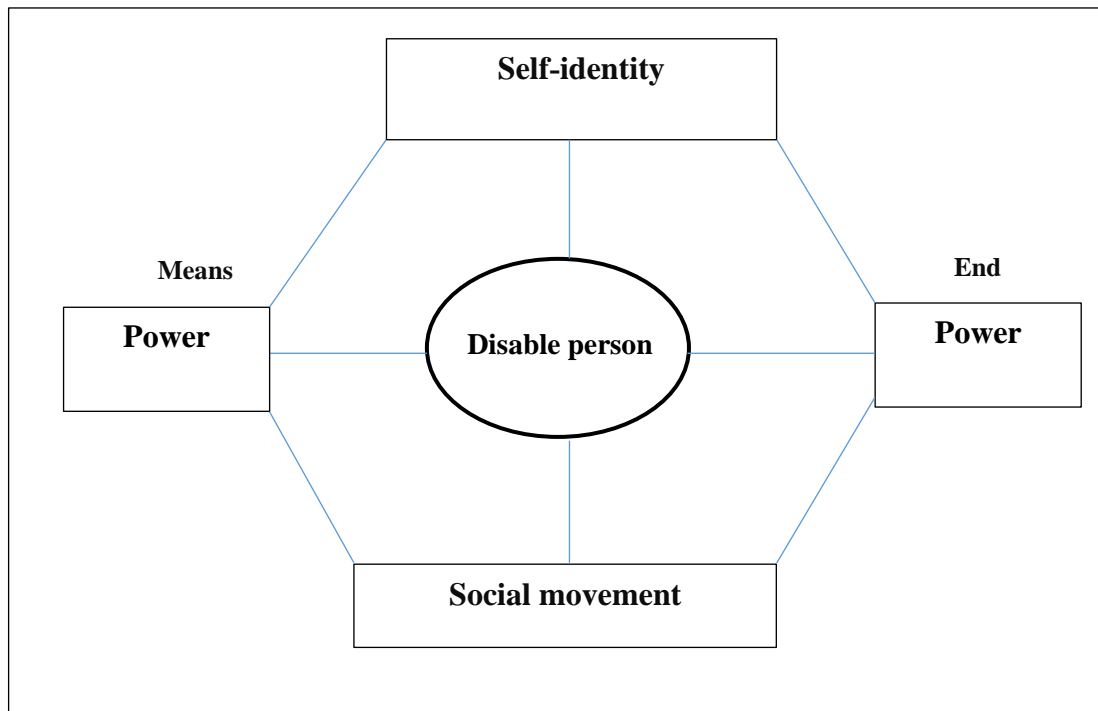 Self-identity
Means
End
Power
Disable person
Power
Social movement